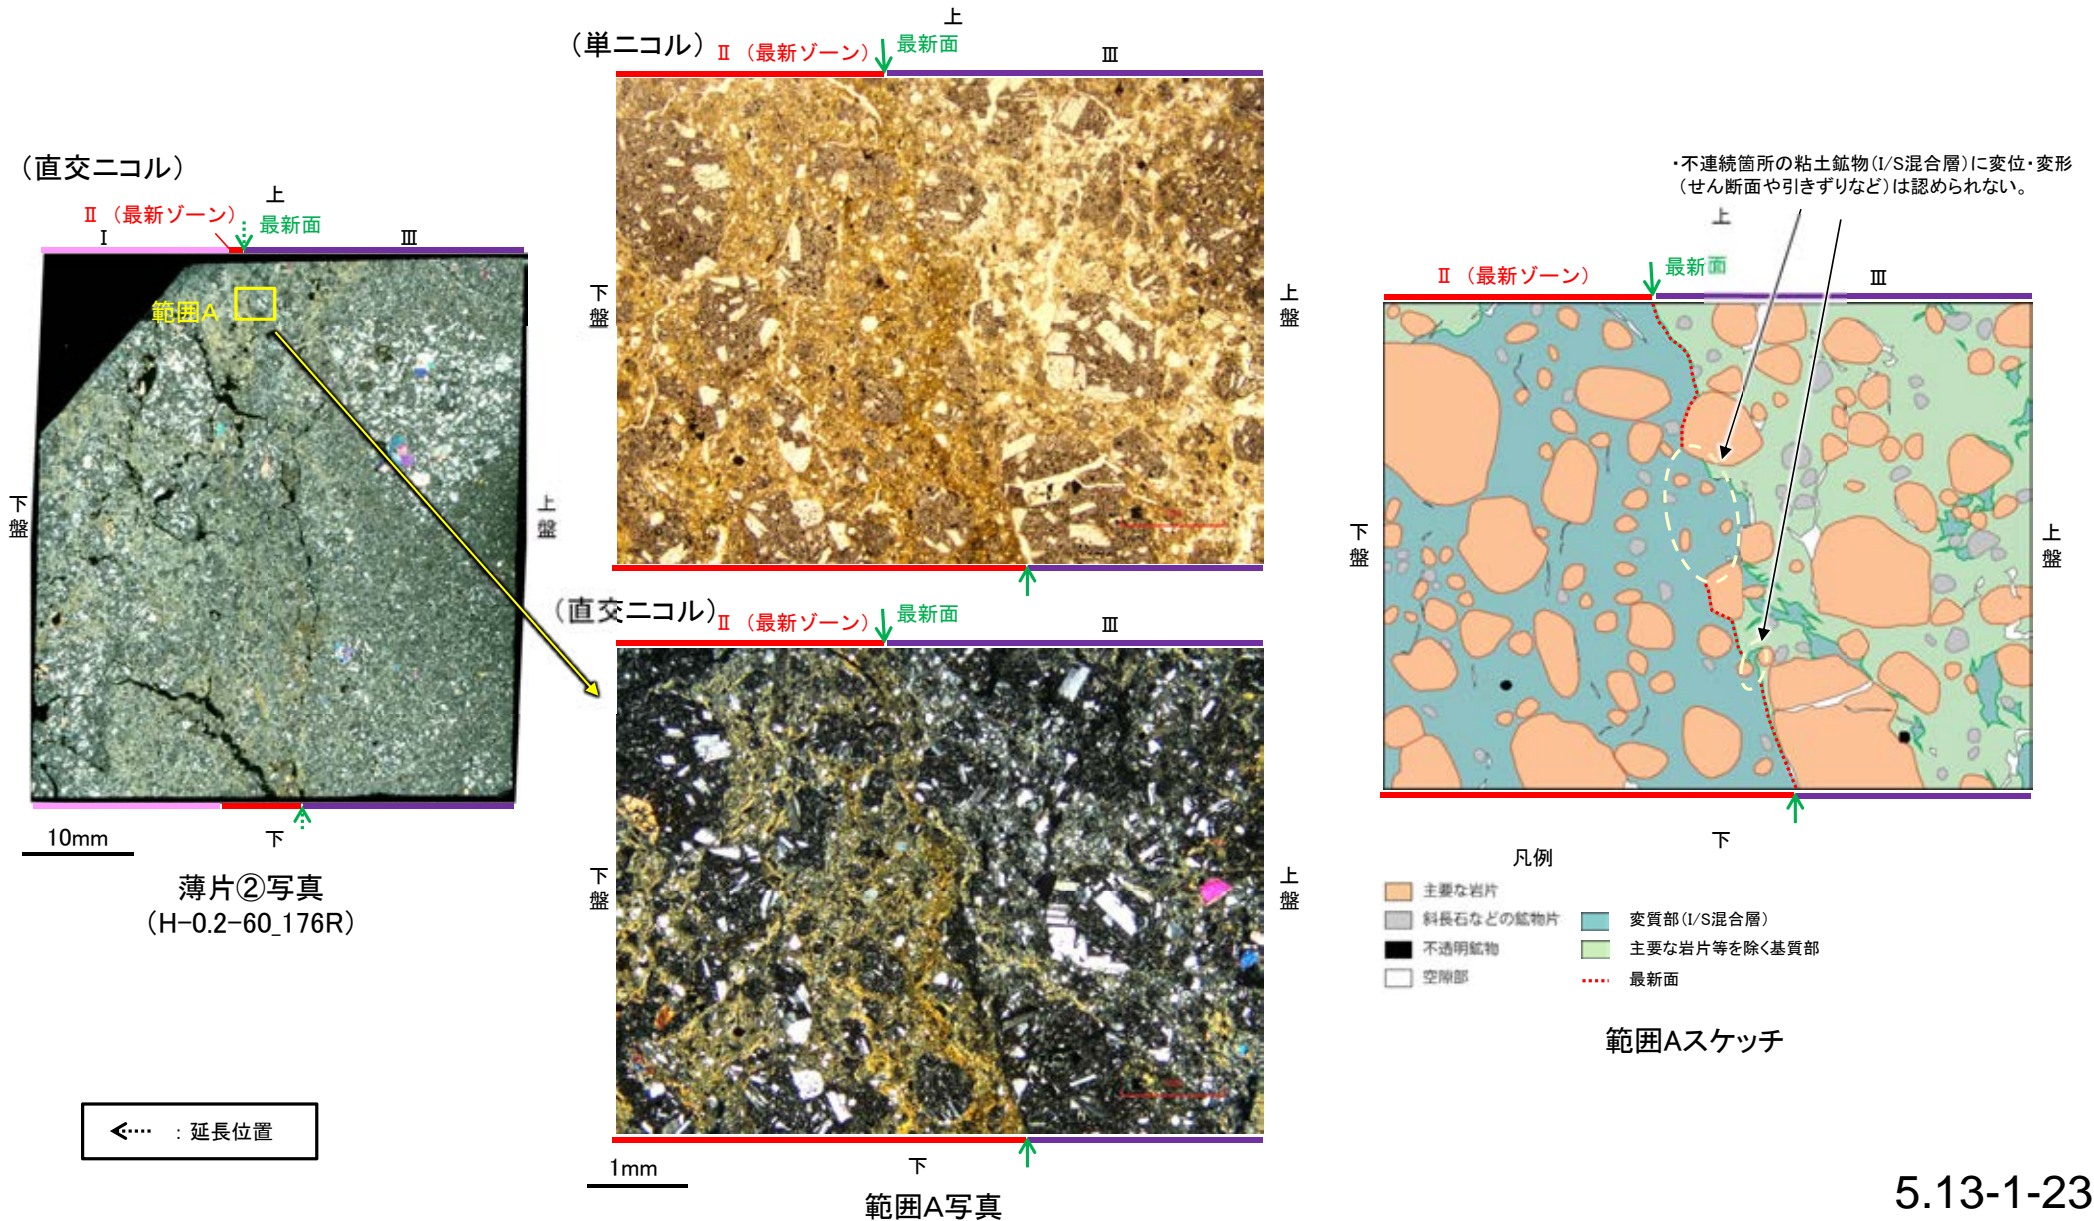 （直交ニコル）
上
Ⅱ（最新ゾーン）
最新面
Ⅰ
Ⅲ
範囲A
下盤
上盤
10mm
下
薄片②写真
（H-0.2-60_176R）
：延長位置
（単ニコル）
上
Ⅱ（最新ゾーン）
最新面
Ⅲ
下盤
上盤
（直交ニコル）
Ⅱ（最新ゾーン）
最新面
Ⅲ
下盤
上盤
1mm
下
範囲A写真
・不連続箇所の粘土鉱物（I/S混合層）に変位・変形
（せん断面や引きずりなど）は認められない。
上
Ⅱ（最新ゾーン）
最新面
Ⅲ
下盤
上盤
下
凡例
主要な岩片
斜長石などの鉱物片
不透明鉱物
空隙部
変質部（I/S混合層）
主要な岩片等を除く基質部
最新面
範囲Aスケッチ
5.13-1-23